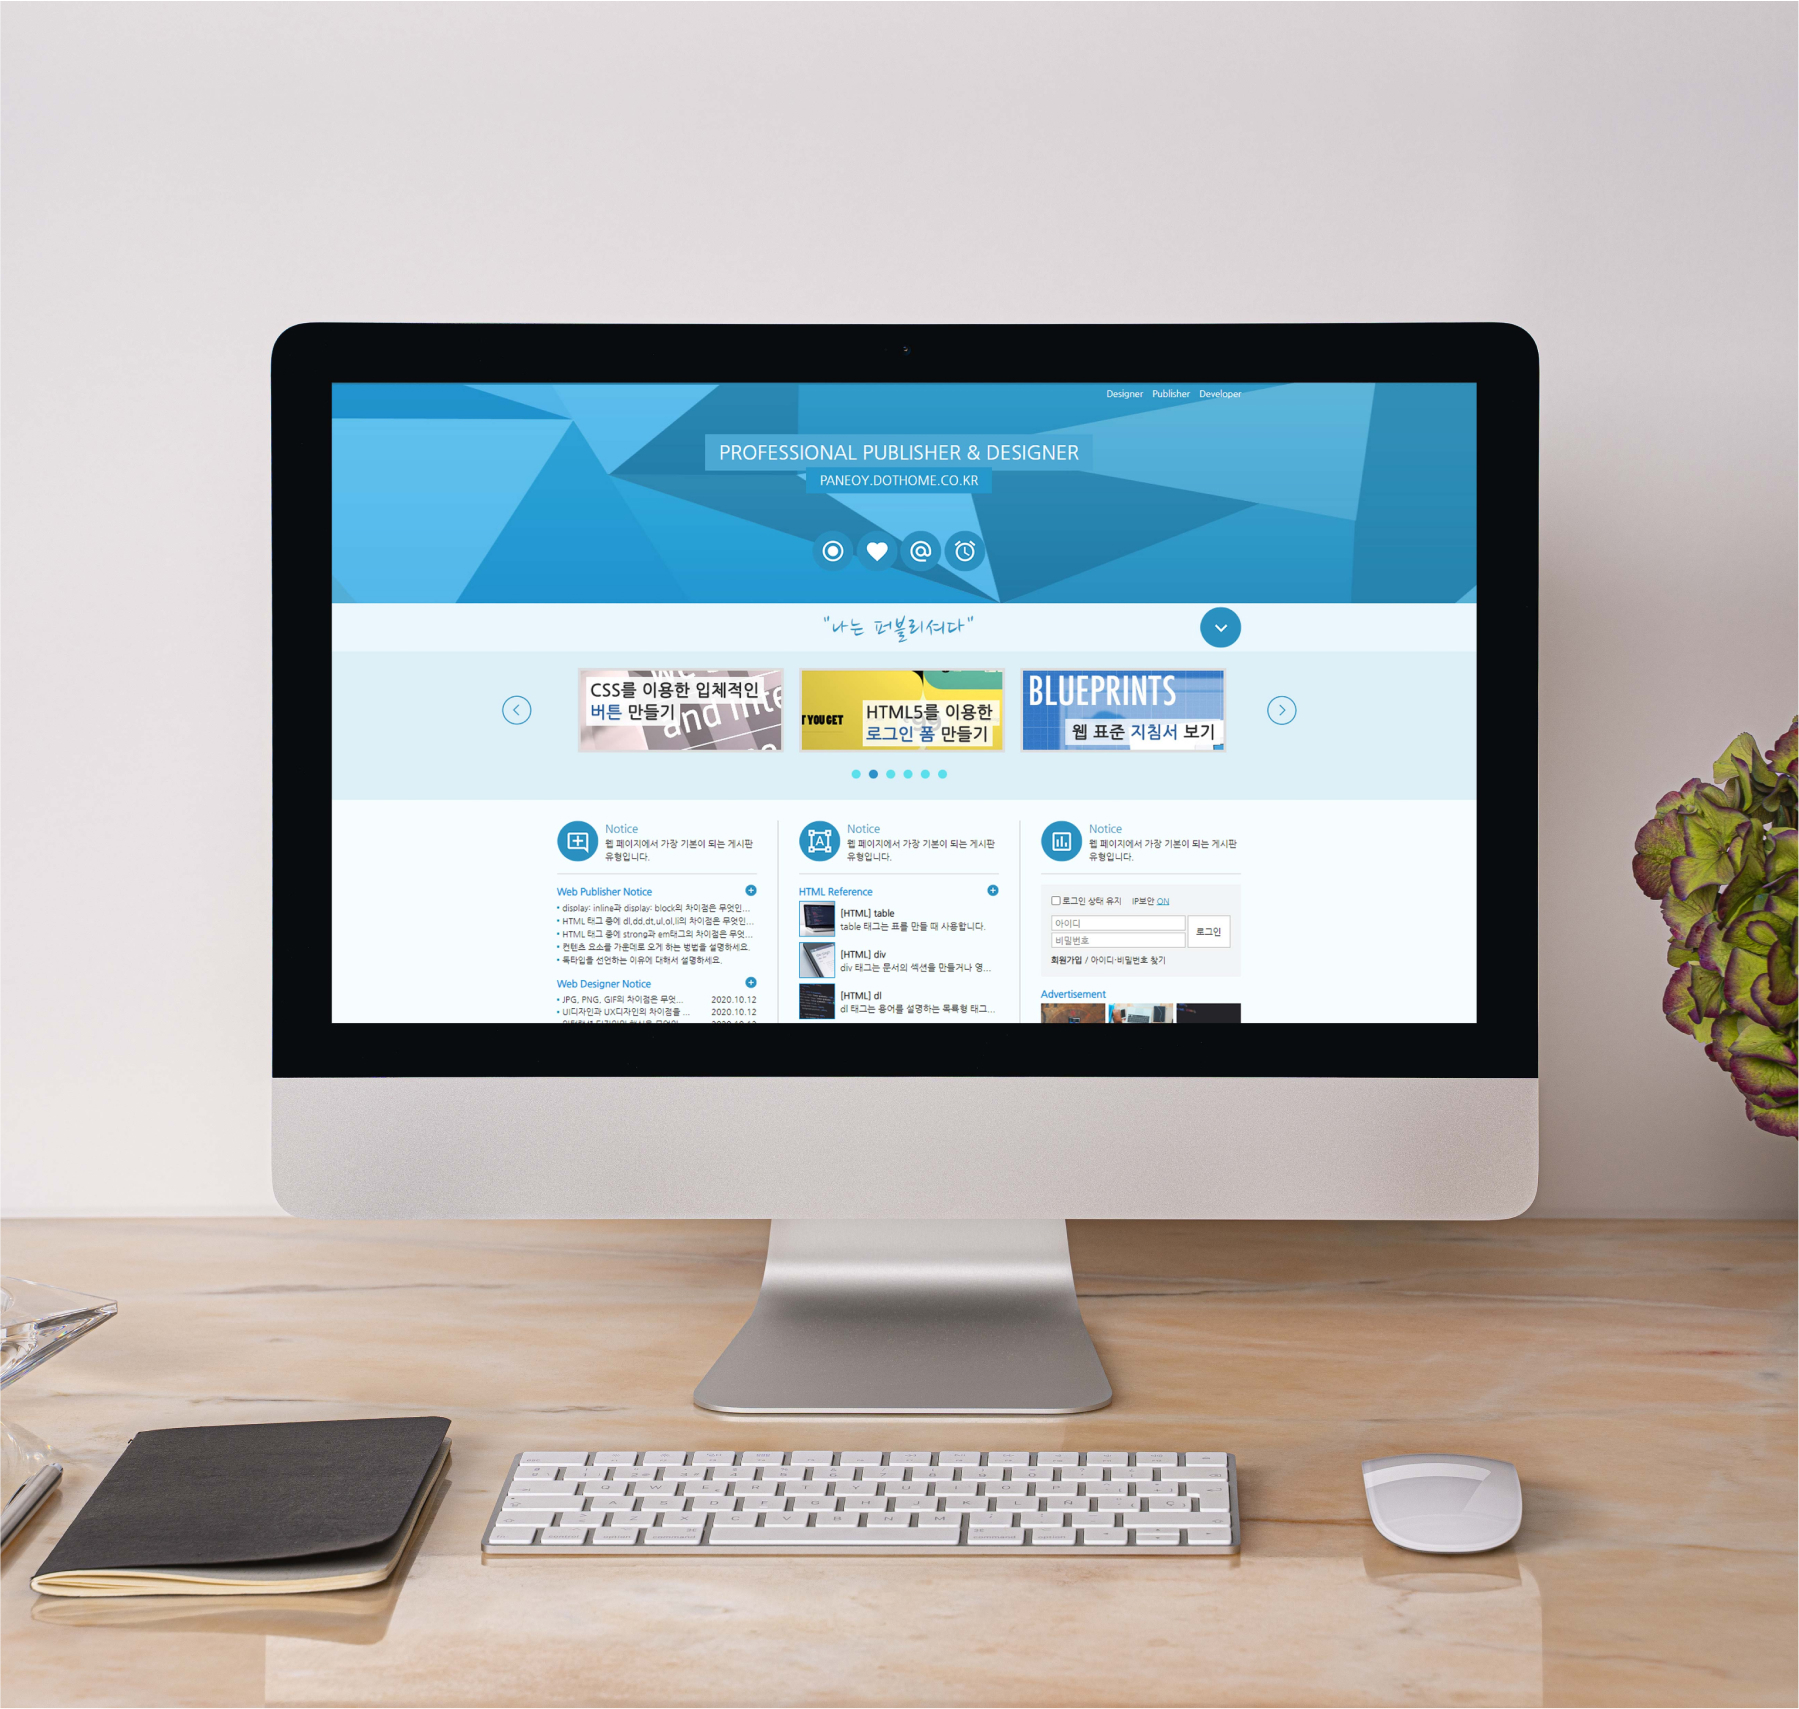 Designer Publisher Developer
PROFESSIONAL PUBLISHER & DESIGNER
PANEOY.DOTHOME.CO.KR
"나는 퍼블리셔다"
CSS를 이용한 입체적인
버튼 만들기
and inte
T YOU GET
HTML5를 이용한
로그인 폼 만들기
BLUEPRINTS
웹 표준 지침서 보기
Notice
웹 페이지에서 가장 기본이 되는 게시판
유형입니다.
Web Publisher Notice
• display: inline과 display: block의 차이점은 무엇인...
• HTML 태그 중에 dl,dd,dt,ul,ol,li의 차이점은 무엇인...
• HTML 태그 중에 strong과 em태그의 차이점은 무엇...
• 컨텐츠 요소를 가운데로 오게 하는 방법을 설명하세요.
• 독타입을 선언하는 이유에 대해서 설명하세요.
Web Designer Notice
• JPG, PNG, GIF의 차이점은 무엇... 2020.10.12
• UI디자인과 UX디자인의 차이점을 ... 2020.10.12
Notice
웹 페이지에서 가장 기본이 되는 게시판
유형입니다.
HTML Reference
[HTML] table
table 태그는 표를 만들 때 사용합니다.
[HTML] div
div 태그는 문서의 섹션을 만들거나 영...
[HTML] dl
dl 태그는 용어를 설명하는 목록형 태그...
Notice
웹 페이지에서 가장 기본이 되는 게시판
유형입니다.
로그인 상태 유지 IP보안 ON
아이디
비밀번호
로그인
회원가입 / 아이디·비밀번호 찾기
Advertisement
Q W E R T Y U I O P
A S D F G H J K L Ñ
Z X C V B N M
control option command command option